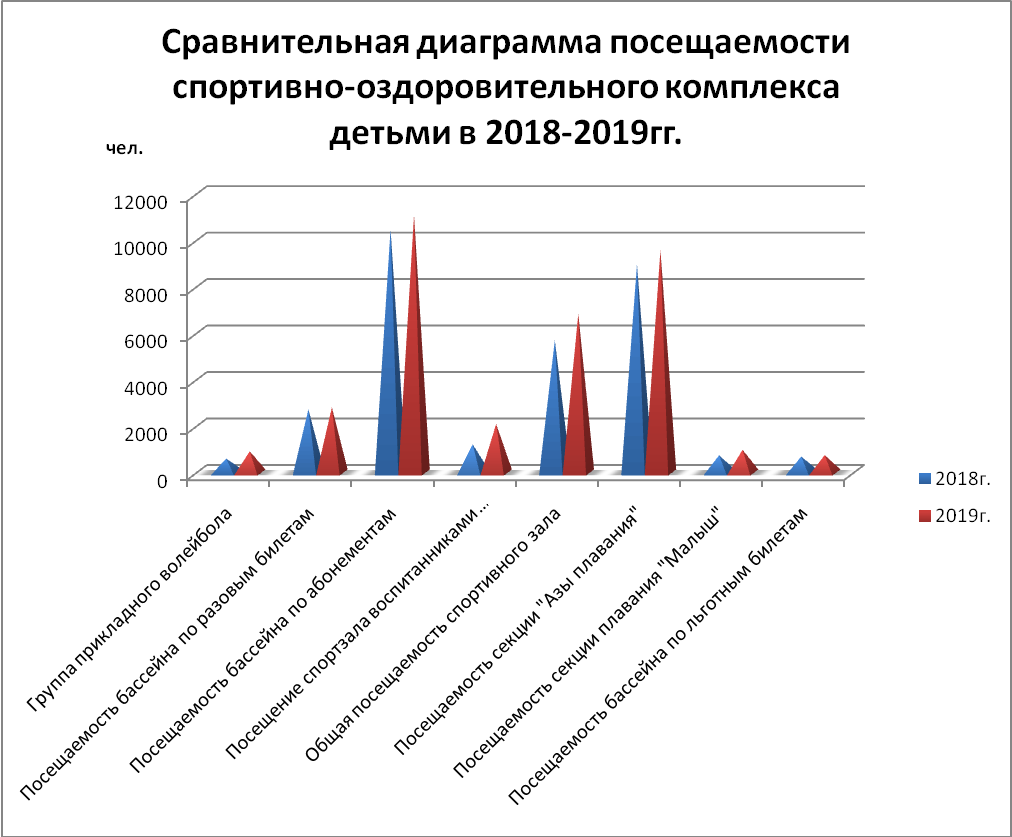 Сравнительная диаграмма посещаемости
спортивно-оздоровительного комплекса
детьми в 2018-2019гг.
чел.
12000
10000
8000
6000
4000
2000
0
Группа прикладного волейбола
Посещаемость бассейна по разовым билетам
Посещаемость бассейна по абонементам
Посещение спортзала воспитанниками...
Общая посещаемость спортивного зала
Посещаемость секции "Азы плавания"
Посещаемость секции плавания "Малыш"
Посещаемость бассейна по льготным билетам
2018г.
2019г.